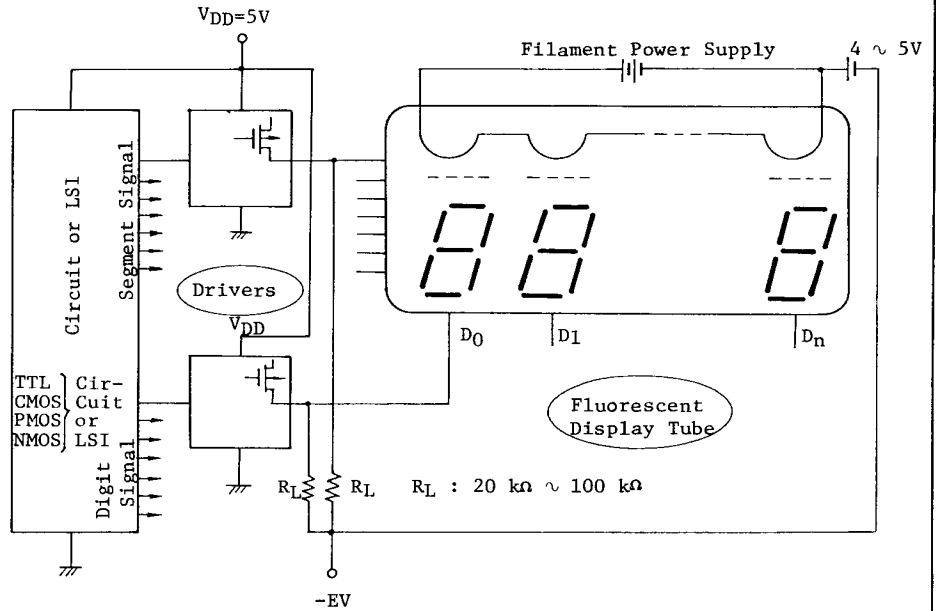 VDD=5V
Filament Power Supply
4 ~ 5V
Circuit or LSI
Segment Signal
Drivers
VDD
D0
D1
Dn
TTL
CMOS
PMOS
NMOS
Cir-
Cuit
or
LSI
Digit
Signal
Fluorescent
Display Tube
RL
RL
RL : 20 kΩ ~ 100 kΩ
-EV